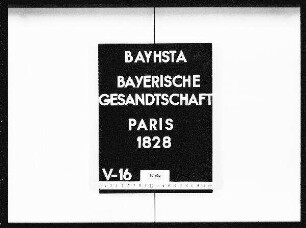 BAYHSTA
BAYERISCHE
GESANDTSCHAFT
PARIS
1828
V-16